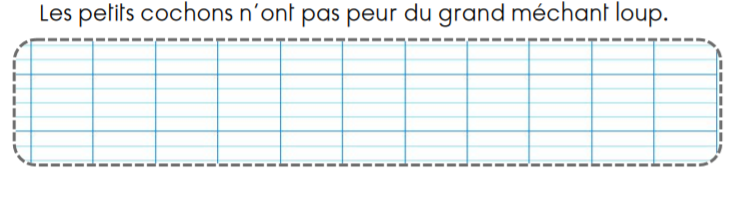 Les petits cochons n'ont pas peur du grand méchant loup.